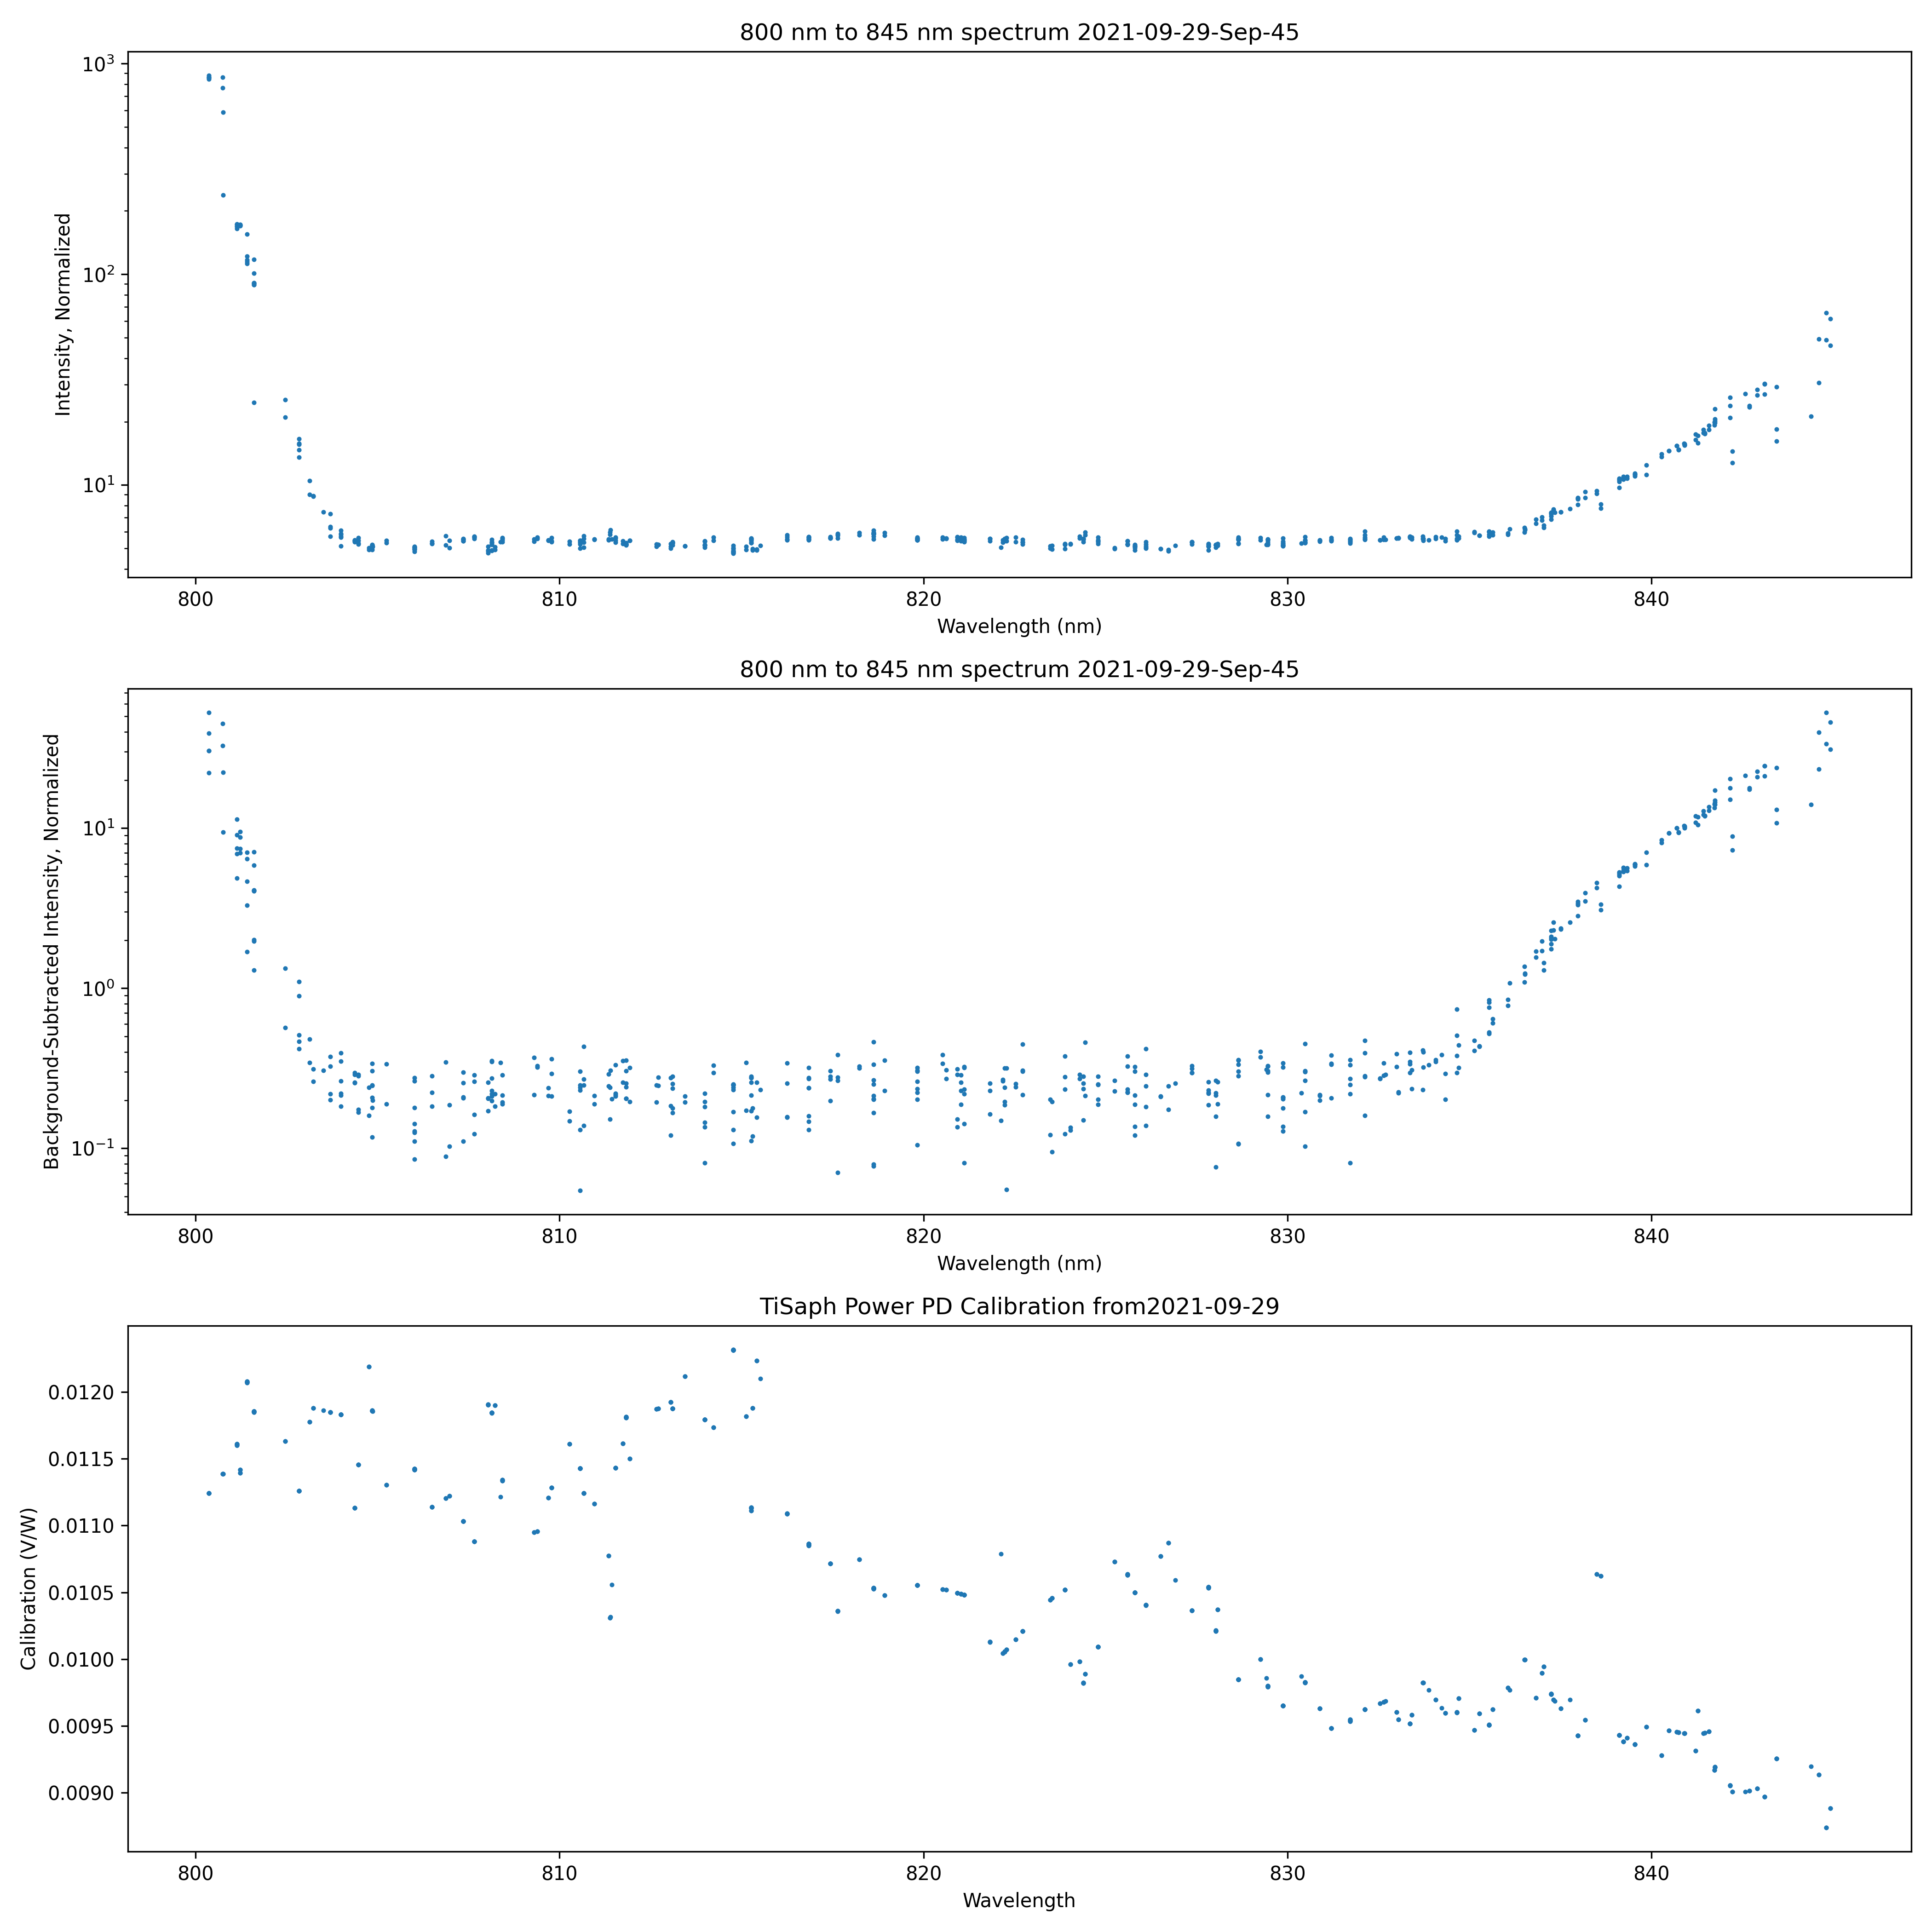 800 nm to 845 nm spectrum 2021-09-29-Sep-45
10³
10²
10¹
Intensity, Normalized
800 810 820 830 840
Wavelength (nm)
800 nm to 845 nm spectrum 2021-09-29-Sep-45
10¹
10⁰
10⁻¹
Background-Subtracted Intensity, Normalized
800 810 820 830 840
Wavelength (nm)
TiSaph Power PD Calibration from2021-09-29
0.0120
0.0115
0.0110
0.0105
0.0100
0.0095
0.0090
Calibration (V/W)
800 810 820 830 840
Wavelength